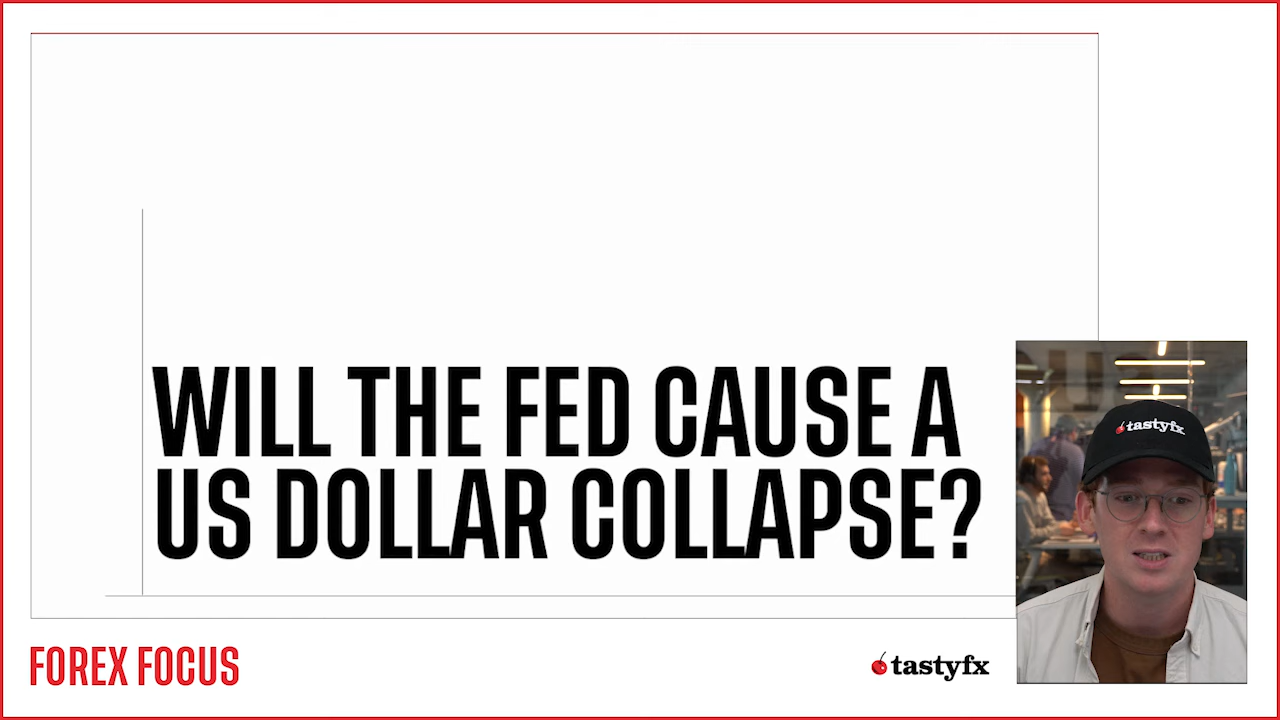 WILL THE FED CAUSE A
US DOLLAR COLLAPSE?
tastyfx
FOREX FOCUS
tastyfx